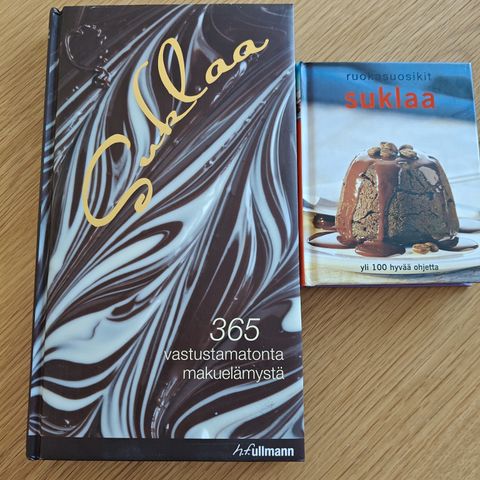 Suklaa
365
vastustamatonta
makuelämystä
h.f.ullmann
ruokasuosikit
suklaa
yli 100 hyvää ohjetta